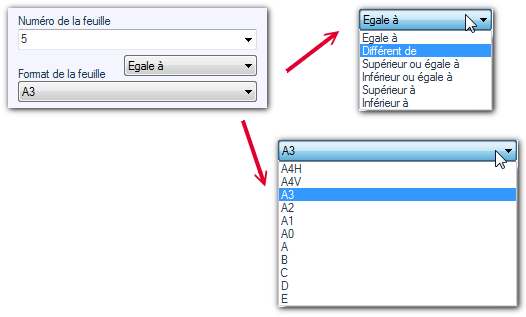 Numéro de la feuille
5
Format de la feuille
Egale à
A3
Egale à
Egale à
Différent de
Supérieur ou égale à
Inférieur ou égale à
Supérieur à
Inférieur à
A3
A4H
A4V
A3
A2
A1
A0
A
B
C
D
E